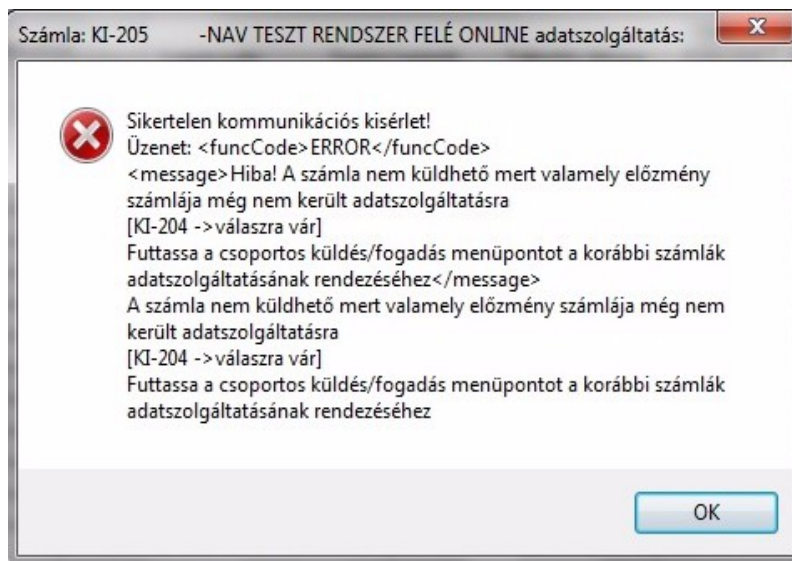 Számla: KI-205 -NAV TESZT RENDSZER FELÉ ONLINE adatszolgáltatás:
Sikertelen kommunikációs kisérlet!
Üzenet: <funcCode>ERROR</funcCode>
<message>Hiba! A számla nem küldhető mert valamely előzmény
számlája még nem került adatszolgáltatásra
[KI-204 ->válaszra vár]
Futtassa a csoportos küldés/fogadás menüpontot a korábbi számlák
adatszolgáltatásának rendezéséhez</message>
A számla nem küldhető mert valamely előzmény számlája még nem
került adatszolgáltatásra
[KI-204 ->válaszra vár]
Futtassa a csoportos küldés/fogadás menüpontot a korábbi számlák
adatszolgáltatásának rendezéséhez
OK